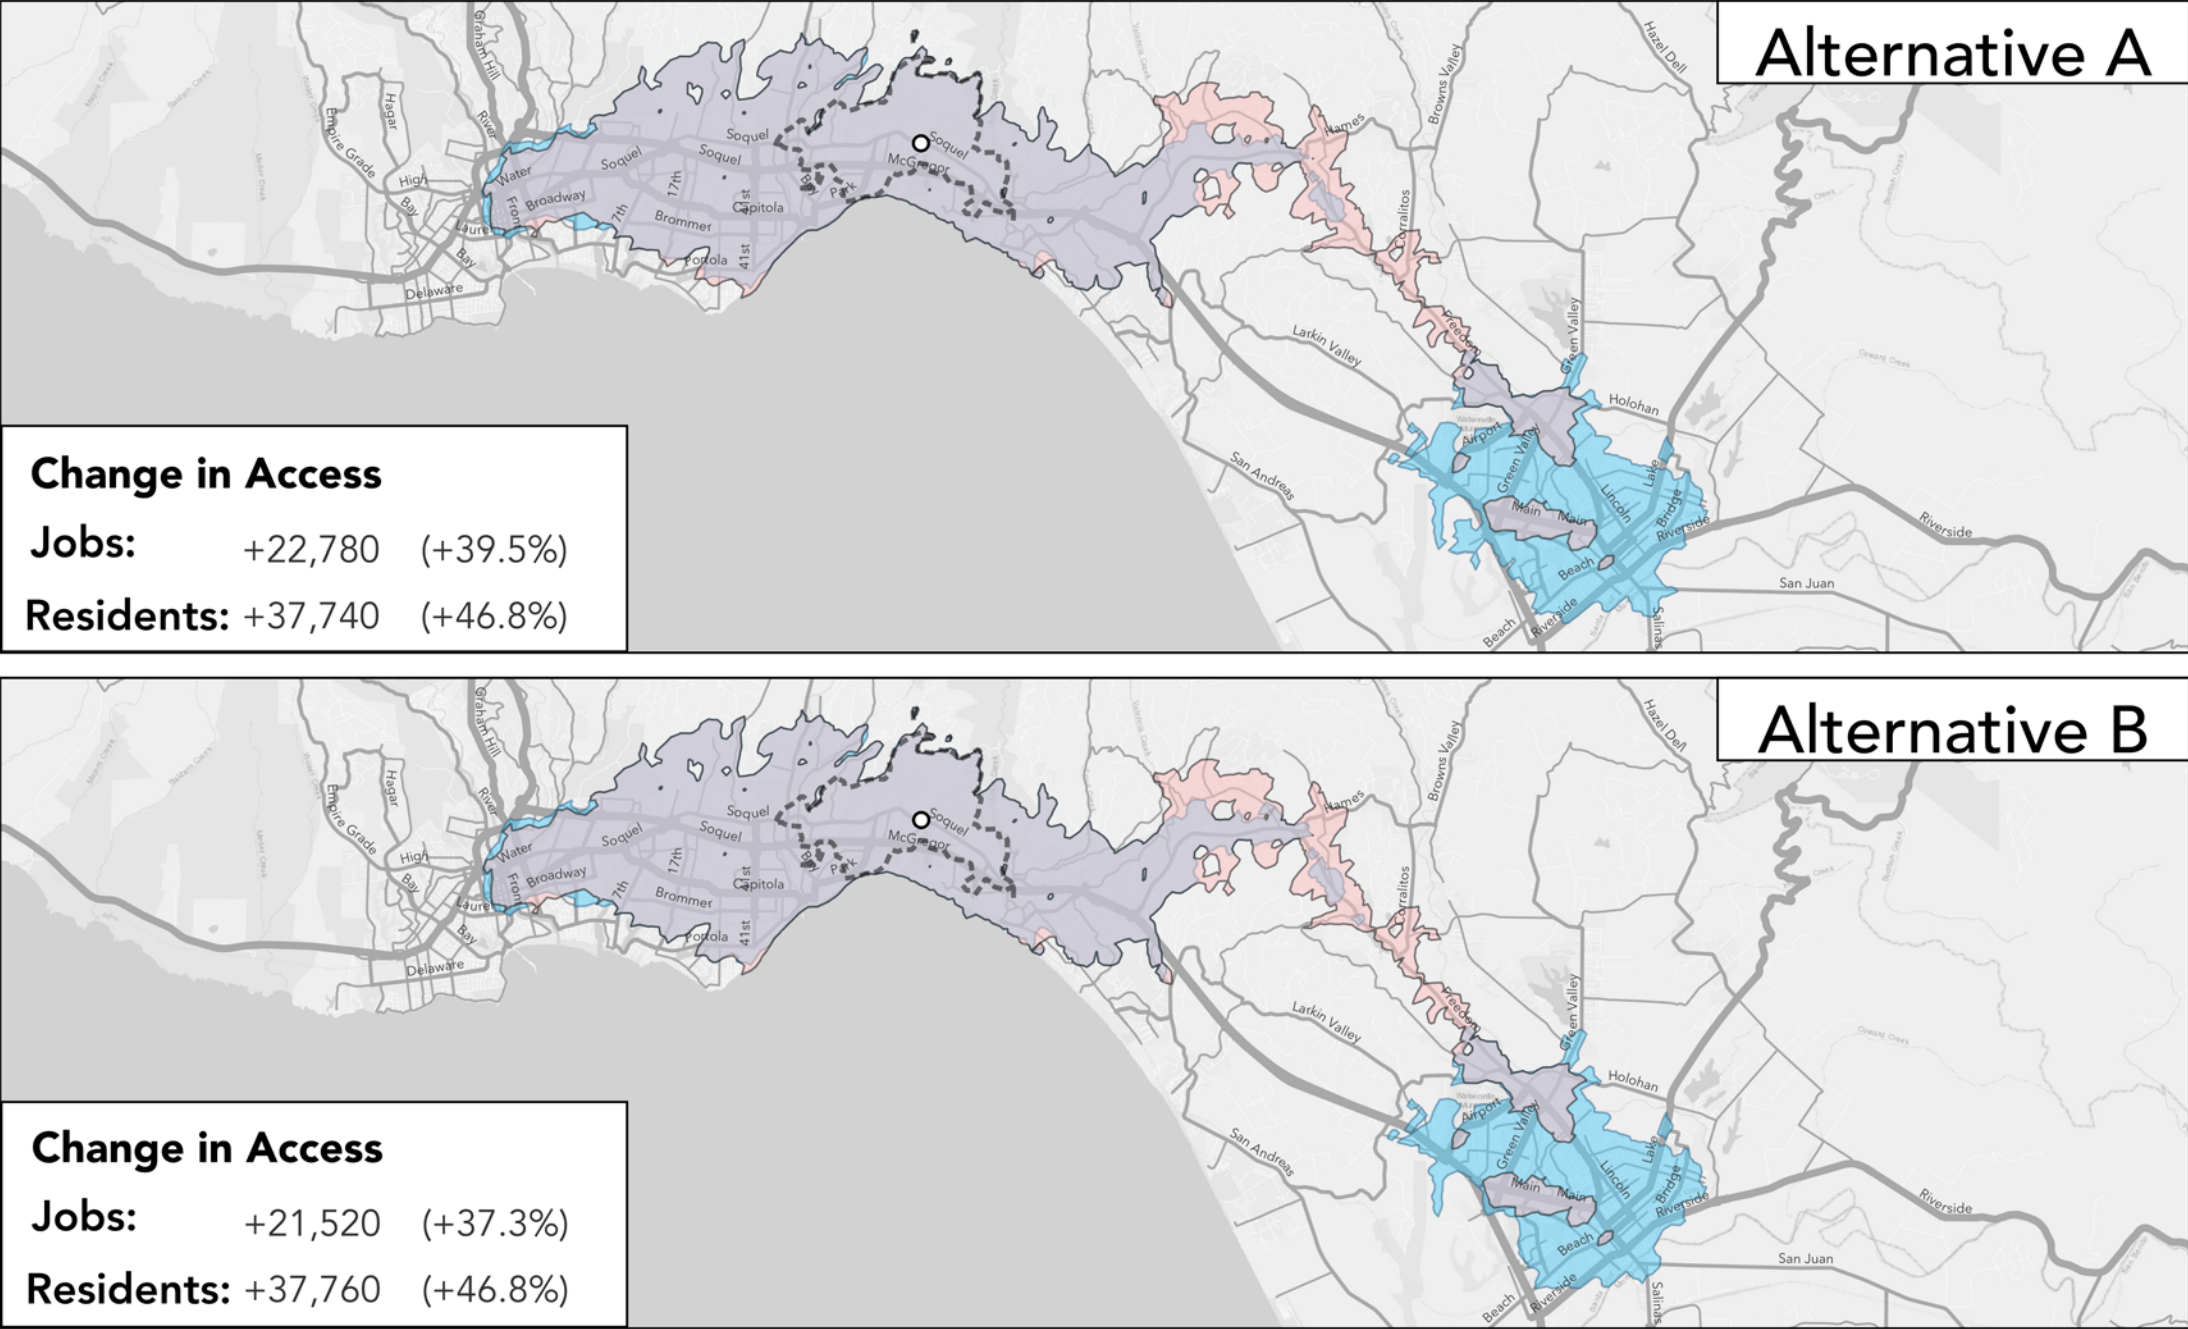 Alternative A
Graham Hill
Hazel Dell
Browns Valley
Hagar
Empire Grade
River
Hames
Soquel
Soquel
Soquel
Soquel
McGregor
High
Water
17th
Bay
Park
Bay
Broadway
41st
Capitola
Corralitos
Front
7th
Brommer
Laurel
Bay
Portola
41st
Delaware
Green Valley
Larkin Valley
Freedom
Holohan
Airport
Green Valley
San Andreas
Lake
Lincoln
Bridge
Main
Main
Riverside
Riverside
Beach
San Juan
Riverside
Beach
Salinas
Change in Access
Jobs: +22,780 (+39.5%)
Residents: +37,740 (+46.8%)
Alternative B
Graham Hill
Hazel Dell
Browns Valley
Hagar
Empire Grade
River
Hames
Soquel
Soquel
Soquel
Soquel
McGregor
High
Water
17th
Bay
Park
Bay
Broadway
41st
Capitola
Corralitos
Front
7th
Brommer
Laurel
Bay
Portola
41st
Delaware
Green Valley
Larkin Valley
Freedom
Holohan
Airport
Green Valley
San Andreas
Lake
Lincoln
Bridge
Main
Main
Riverside
Riverside
Beach
San Juan
Riverside
Beach
Salinas
Change in Access
Jobs: +21,520 (+37.3%)
Residents: +37,760 (+46.8%)